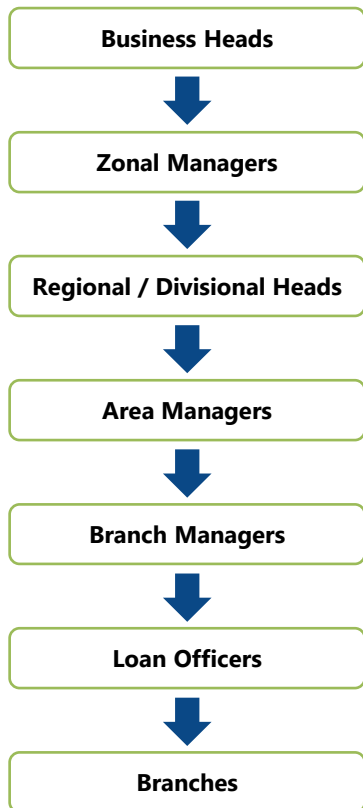 Business Heads
Zonal Managers
Regional / Divisional Heads
Area Managers
Branch Managers
Loan Officers
Branches